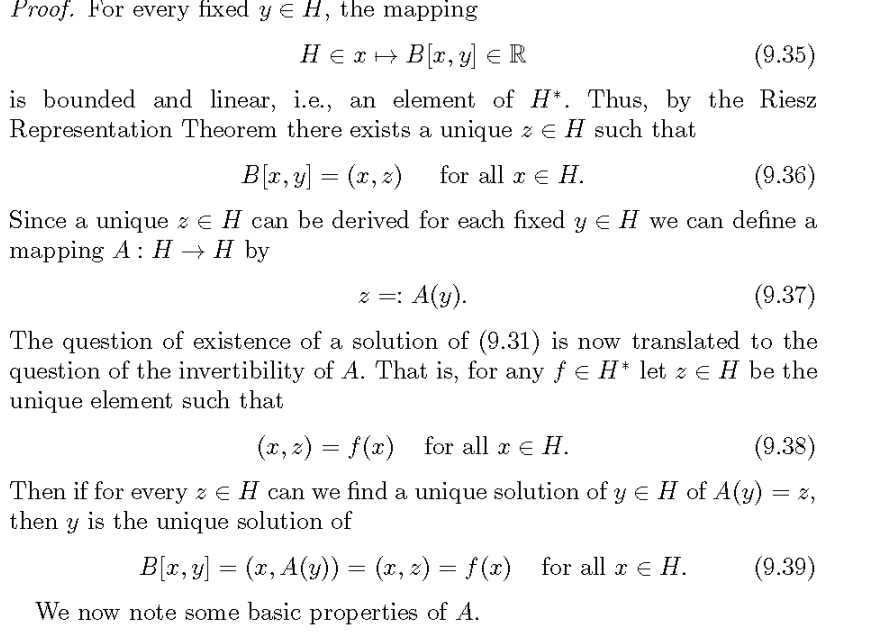 Proof. For every fixed y ∈ H, the mapping
H ∈ x ↦ B[x, y] ∈ ℝ (9.35)
is bounded and linear, i.e., an element of H*. Thus, by the Riesz
Representation Theorem there exists a unique z ∈ H such that
B[x, y] = (x, z) for all x ∈ H. (9.36)
Since a unique z ∈ H can be derived for each fixed y ∈ H we can define a
mapping A : H → H by
z =: A(y). (9.37)
The question of existence of a solution of (9.31) is now translated to the
question of the invertibility of A. That is, for any f ∈ H* let z ∈ H be the
unique element such that
(x, z) = f(x) for all x ∈ H. (9.38)
Then if for every z ∈ H can we find a unique solution of y ∈ H of A(y) = z,
then y is the unique solution of
B[x, y] = (x, A(y)) = (x, z) = f(x) for all x ∈ H. (9.39)
We now note some basic properties of A.